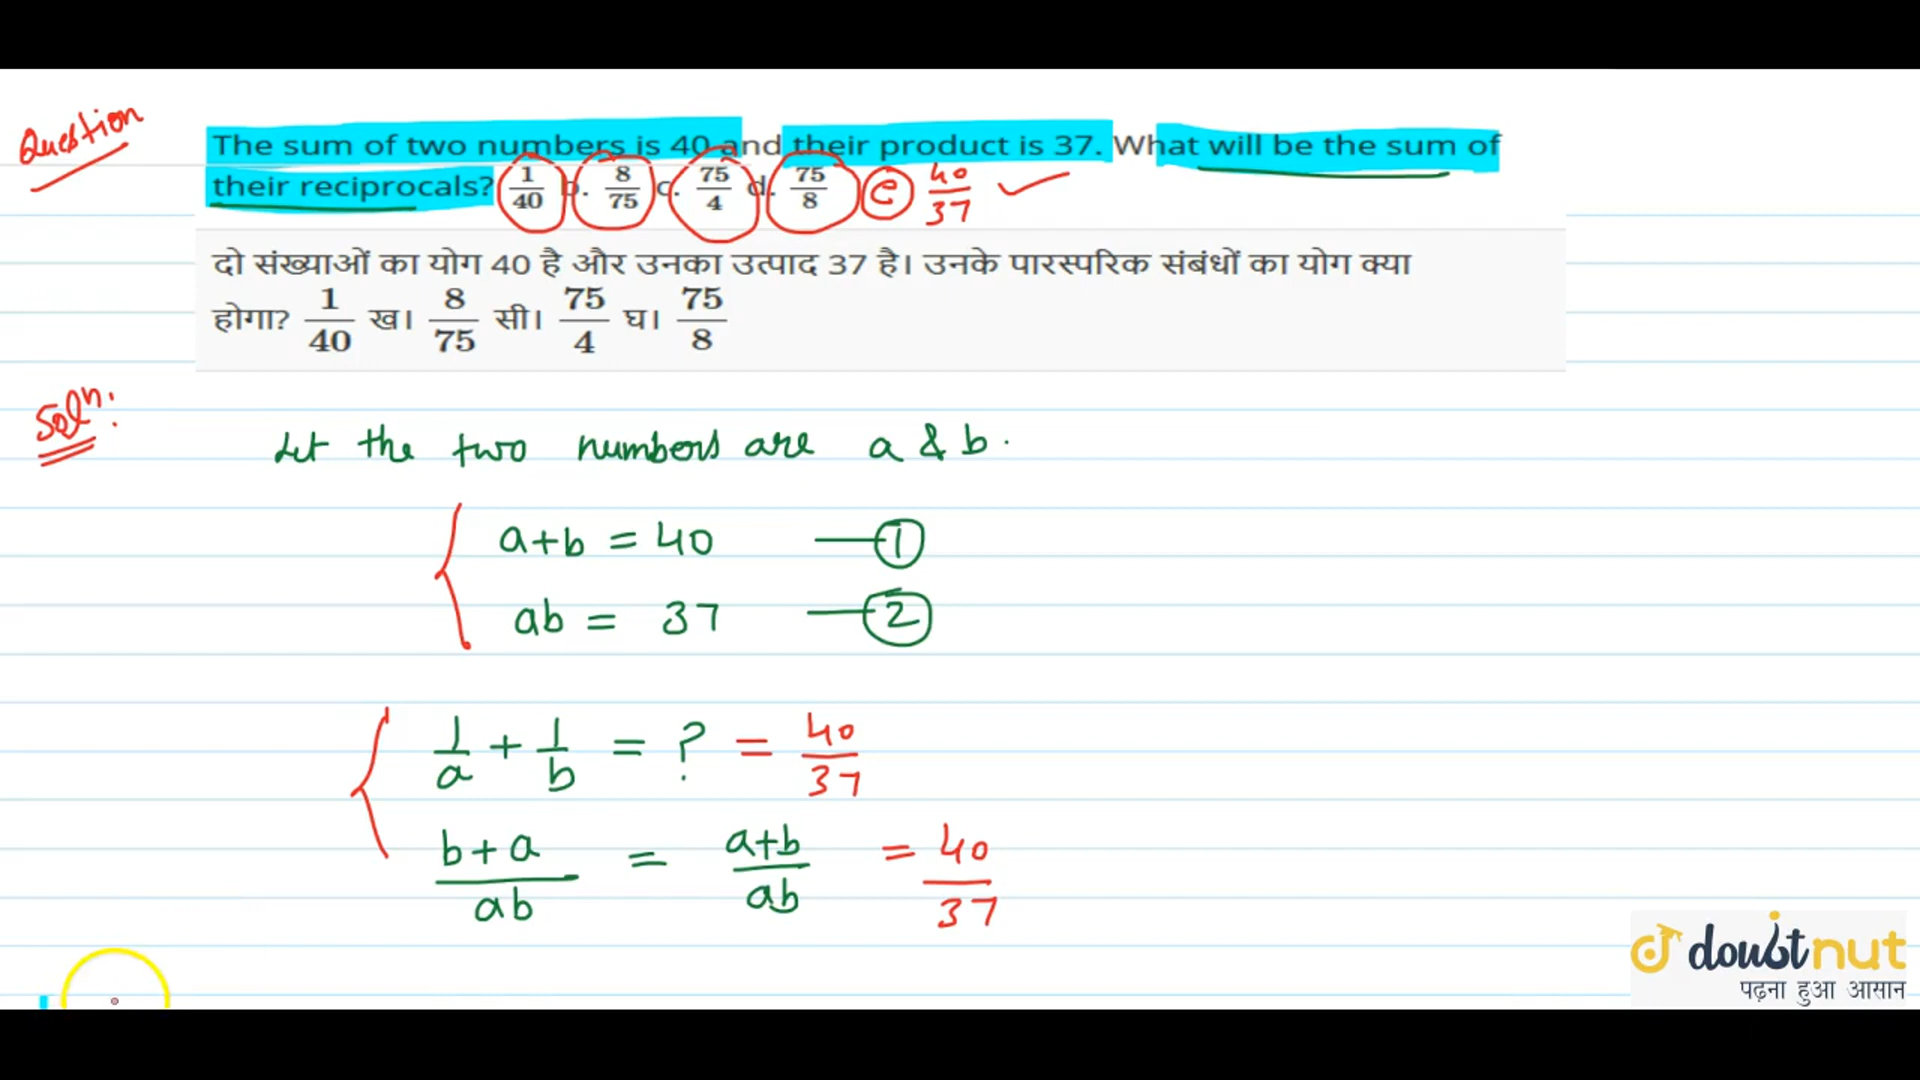 Question
The sum of two numbers is 40 and their product is 37. What will be the sum of
their reciprocals? 1/40 b. 8/75 c. 75/4 d. 75/8 e 40/37 ✓
दो संख्याओं का योग 40 है और उनका उत्पाद 37 है। उनके पारस्परिक संबंधों का योग क्या
होगा? 1/40 ख। 8/75 सी। 75/4 घ। 75/8
Solⁿ:
Let the two numbers are a & b.
a+b = 40 — 1
ab = 37 — 2
1/a + 1/b = ? = 40/37
b+a/ab = a+b/ab = 40/37
doubtnut
पढ़ना हुआ आसान